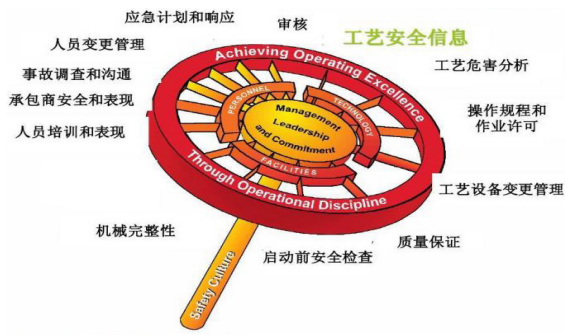 应急计划和响应
审核
工艺安全信息
人员变更管理
工艺危害分析
事故调查和沟通
承包商安全和表现
操作规程和
作业许可
人员培训和表现
工艺设备变更管理
机械完整性
质量保证
启动前安全检查
Achieving Operating Excellence
PERSONNEL
TECHNOLOGY
Management
Leadership
and Commitment
FACILITIES
Through Operational Discipline
Safety Culture